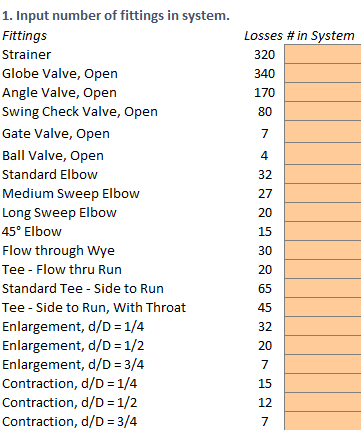 1. Input number of fittings in system.
Fittings Losses # in System
Strainer 320
Globe Valve, Open 340
Angle Valve, Open 170
Swing Check Valve, Open 80
Gate Valve, Open 7
Ball Valve, Open 4
Standard Elbow 32
Medium Sweep Elbow 27
Long Sweep Elbow 20
45° Elbow 15
Flow through Wye 30
Tee - Flow thru Run 20
Standard Tee - Side to Run 65
Tee - Side to Run, With Throat 45
Enlargement, d/D = 1/4 32
Enlargement, d/D = 1/2 20
Enlargement, d/D = 3/4 7
Contraction, d/D = 1/4 15
Contraction, d/D = 1/2 12
Contraction, d/D = 3/4 7